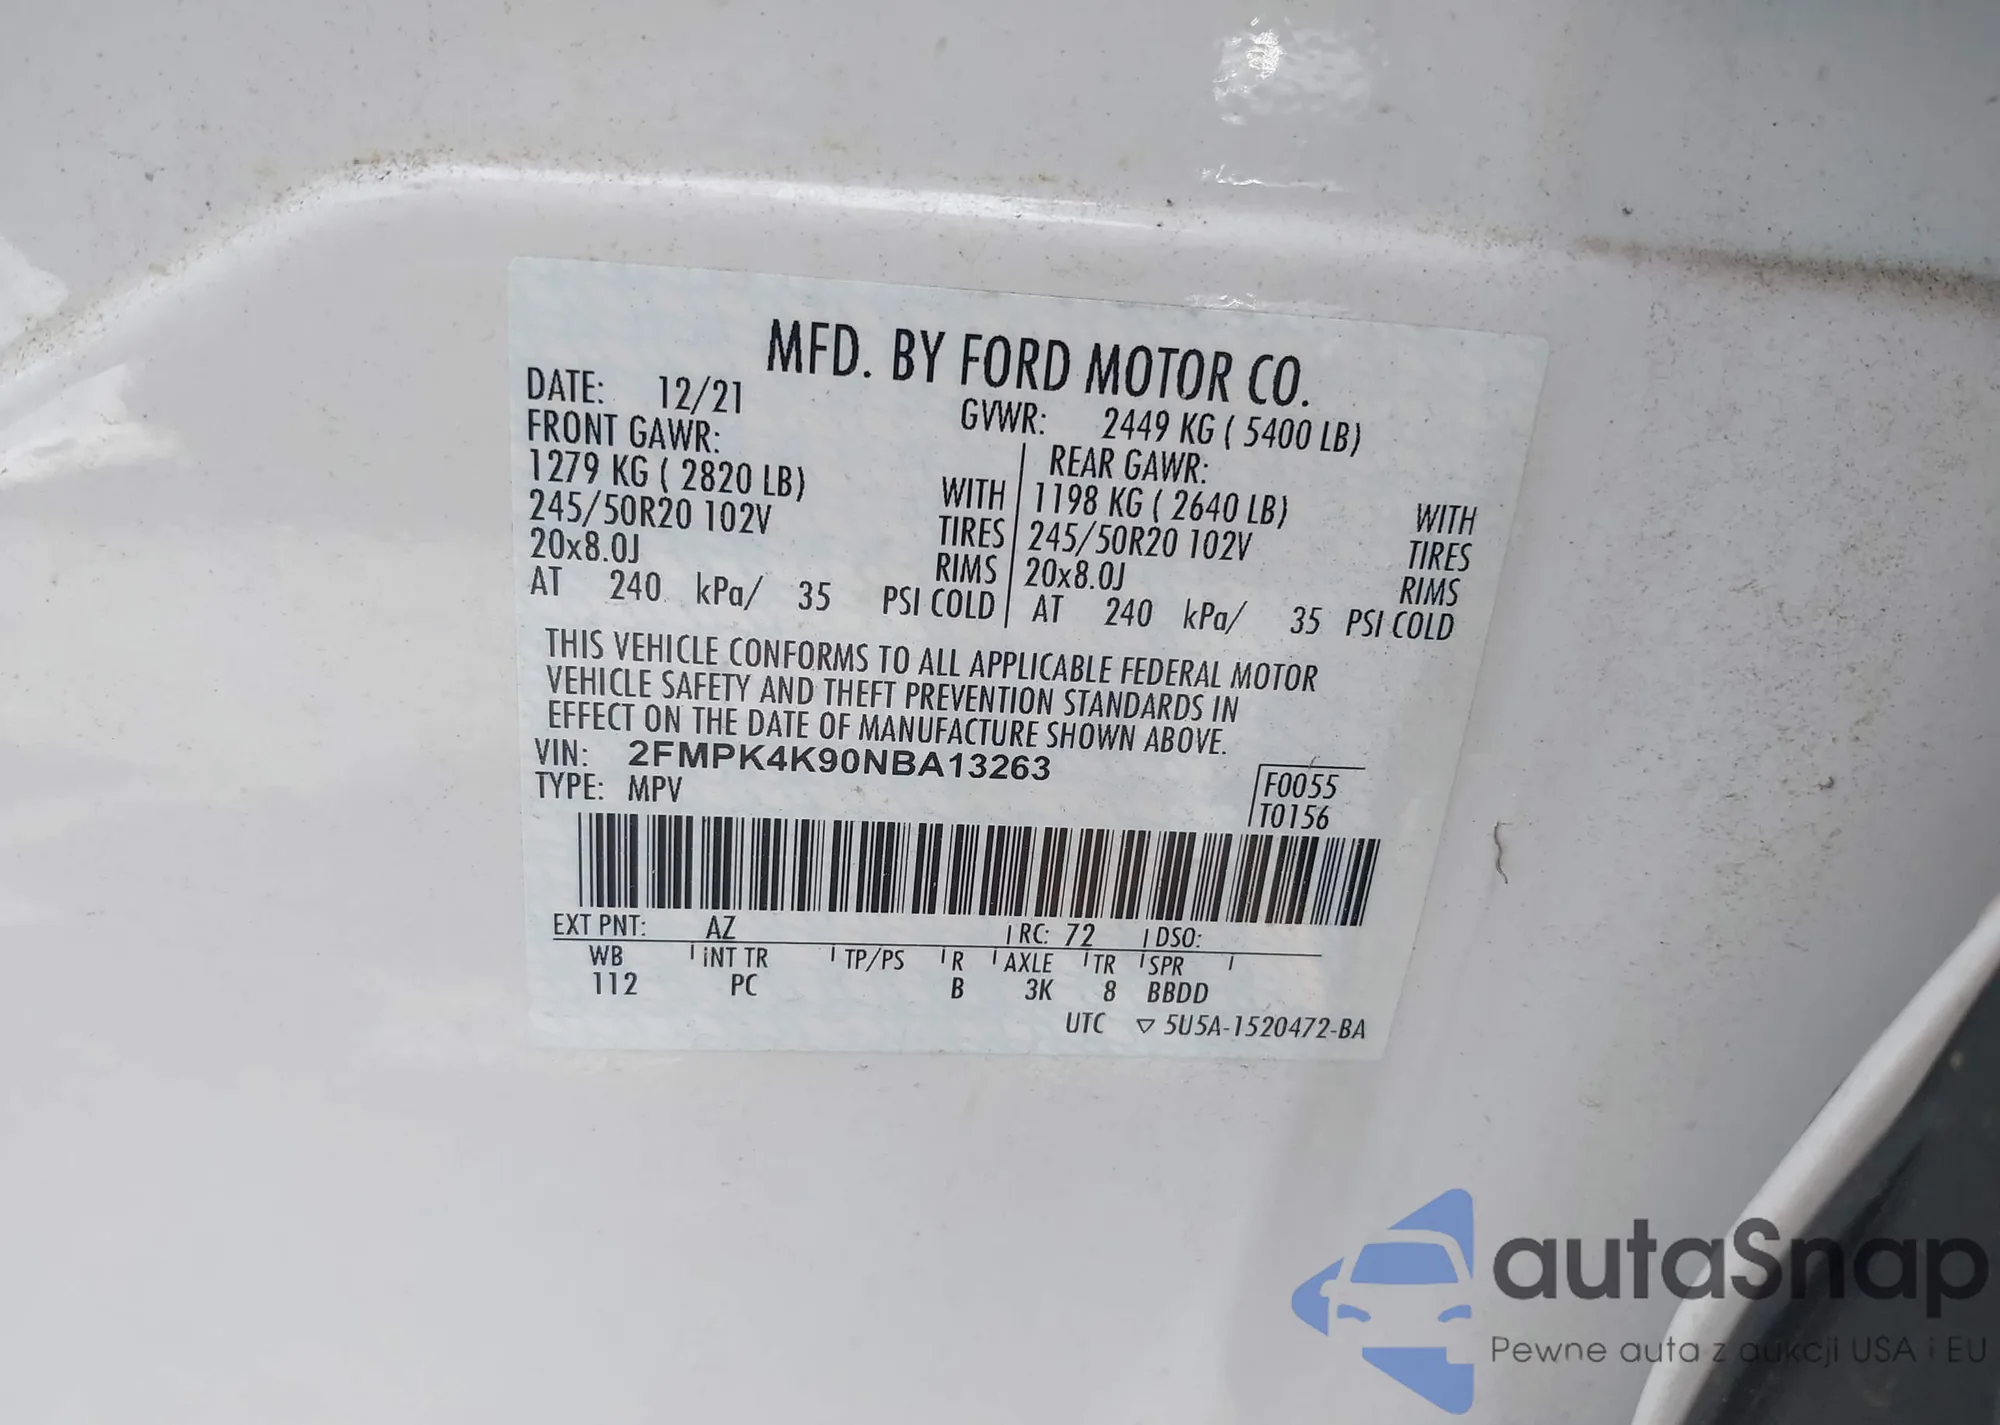 MFD. BY FORD MOTOR CO.
DATE: 12/21 GVWR: 2449 KG ( 5400 LB)
FRONT GAWR: REAR GAWR:
1279 KG ( 2820 LB) WITH 1198 KG ( 2640 LB) WITH
245/50R20 102V TIRES 245/50R20 102V TIRES
20x8.0J RIMS 20x8.0J RIMS
AT 240 kPa/ 35 PSI COLD AT 240 kPa/ 35 PSI COLD
THIS VEHICLE CONFORMS TO ALL APPLICABLE FEDERAL MOTOR
VEHICLE SAFETY AND THEFT PREVENTION STANDARDS IN
EFFECT ON THE DATE OF MANUFACTURE SHOWN ABOVE.
VIN: 2FMPK4K90NBA13263
TYPE: MPV
F0055
T0156
EXT PNT: AZ RC: 72 DSO:
WB INT TR TP/PS R AXLE TR SPR
112 PC B 3K 8 BBDD
UTC ▽ 5U5A-1520472-BA
autaSnap
Pewne auta z aukcji USA i EU